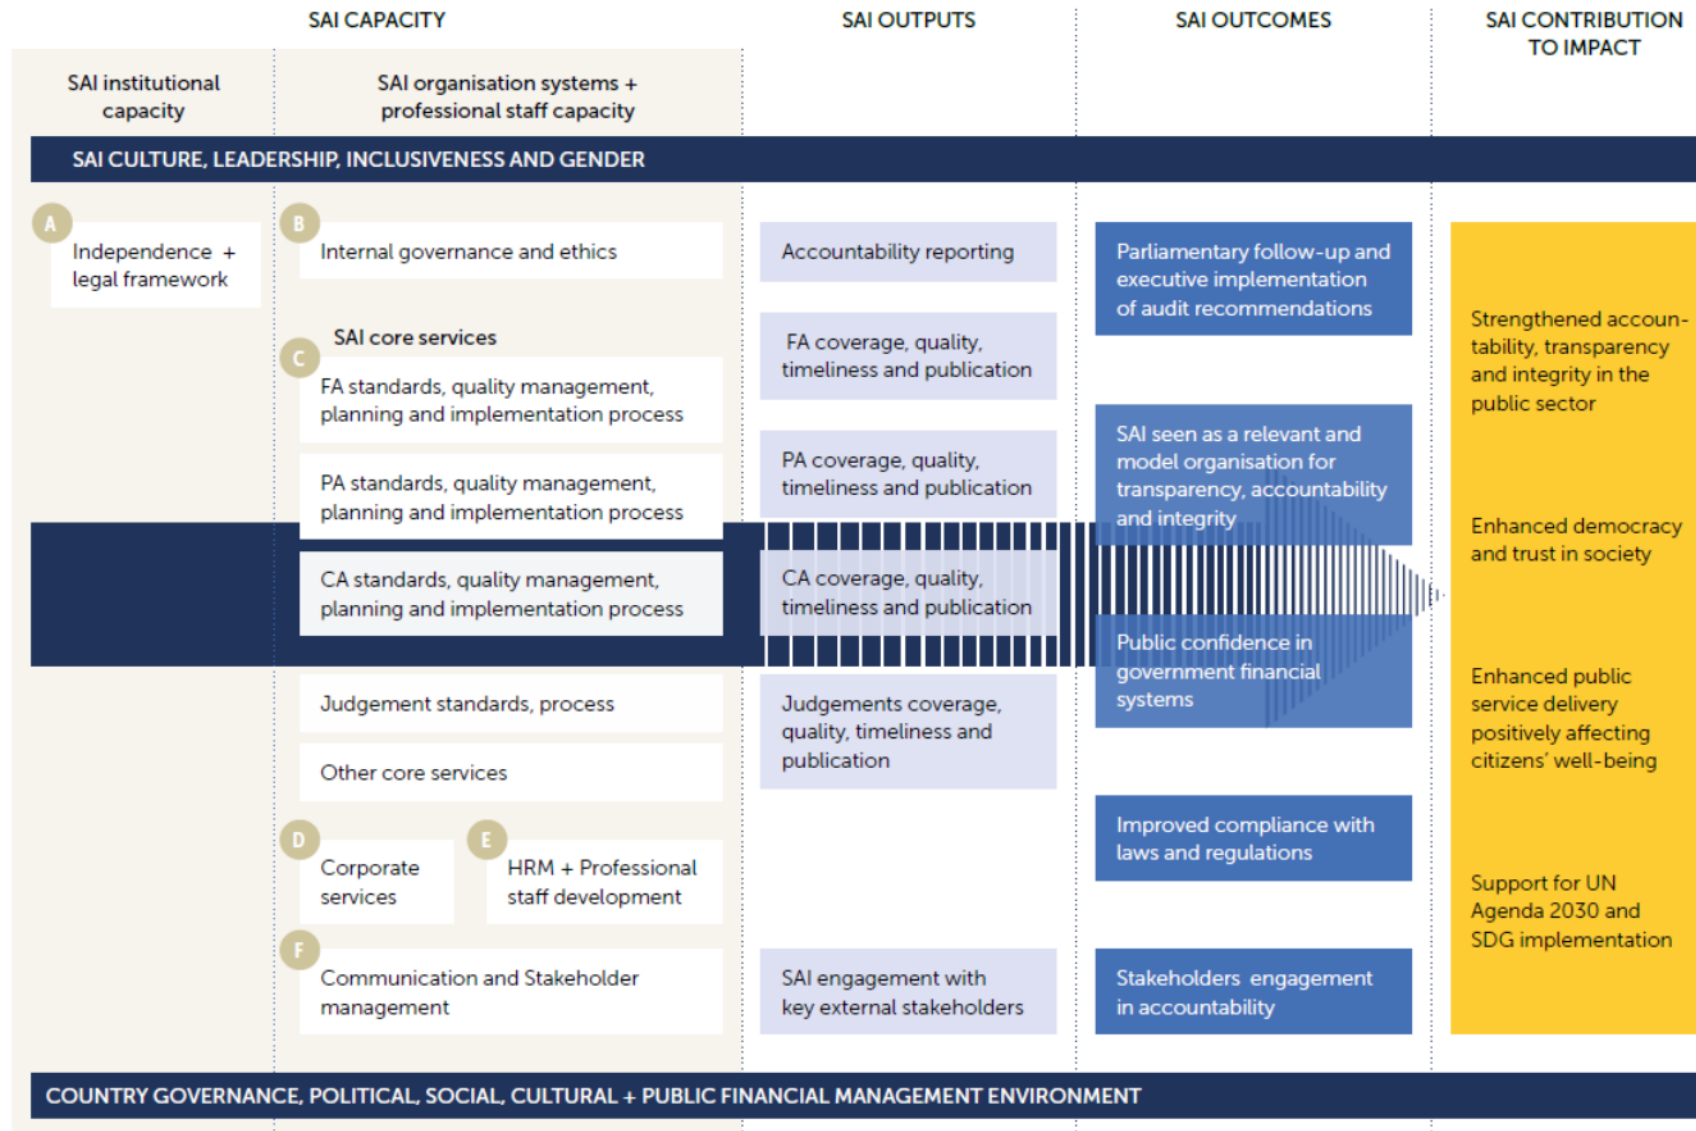 SAI CAPACITY
SAI OUTPUTS
SAI OUTCOMES
SAI CONTRIBUTION
TO IMPACT
SAI institutional
capacity
SAI organisation systems +
professional staff capacity
SAI CULTURE, LEADERSHIP, INCLUSIVENESS AND GENDER
A
Independence +
legal framework
B
Internal governance and ethics
SAI core services
C
FA standards, quality management,
planning and implementation process
PA standards, quality management,
planning and implementation process
CA standards, quality management,
planning and implementation process
Judgement standards, process
Other core services
D
Corporate
services
E
HRM + Professional
staff development
F
Communication and Stakeholder
management
Accountability reporting
FA coverage, quality,
timeliness and publication
PA coverage, quality,
timeliness and publication
CA coverage, quality,
timeliness and publication
Judgements coverage,
quality, timeliness and
publication
SAI engagement with
key external stakeholders
Parliamentary follow-up and
executive implementation
of audit recommendations
SAI seen as a relevant and
model organisation for
transparency, accountability
and integrity
Public confidence in
government financial
systems
Improved compliance with
laws and regulations
Stakeholders engagement
in accountability
Strengthened accoun-
tability, transparency
and integrity in the
public sector
Enhanced democracy
and trust in society
Enhanced public
service delivery
positively affecting
citizens’ well-being
Support for UN
Agenda 2030 and
SDG implementation
COUNTRY GOVERNANCE, POLITICAL, SOCIAL, CULTURAL + PUBLIC FINANCIAL MANAGEMENT ENVIRONMENT